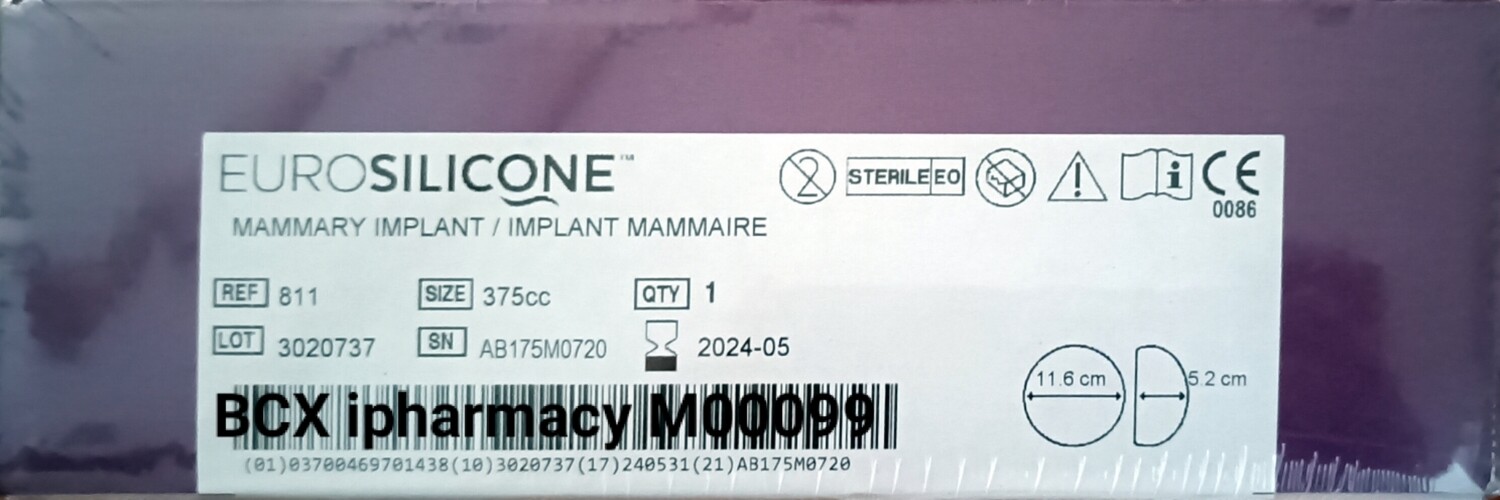 EUROSILICONE™
STERILE EO
CE
0086
MAMMARY IMPLANT / IMPLANT MAMMAIRE
REF 811 SIZE 375cc QTY 1
LOT 3020737 SN AB175M0720 2024-05
11.6 cm 5.2 cm
BCX ipharmacy M00099
(01)03700469701438(10)3020737(17)240531(21)AB175M0720